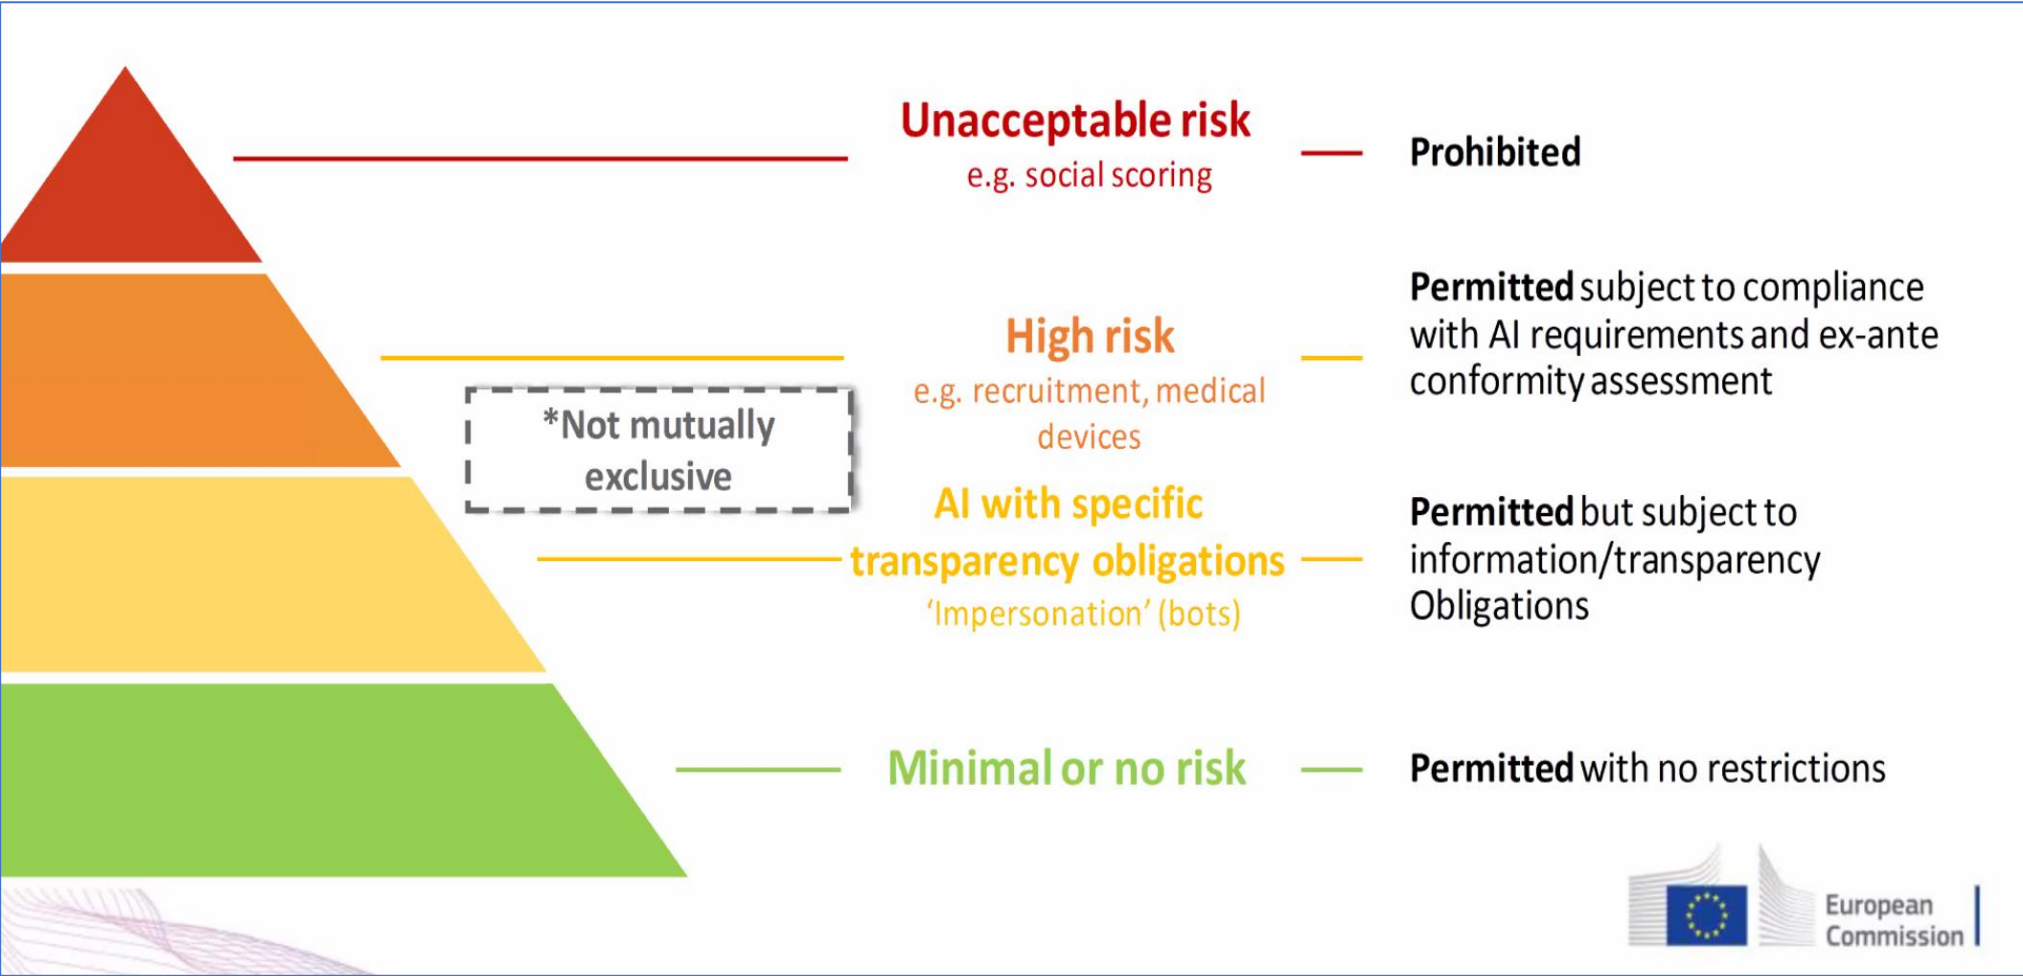 Unacceptable risk
e.g. social scoring
Prohibited
High risk
e.g. recruitment, medical
devices
Permitted subject to compliance
with AI requirements and ex-ante
conformity assessment
*Not mutually
exclusive
AI with specific
transparency obligations
‘Impersonation’ (bots)
Permitted but subject to
information/transparency
Obligations
Minimal or no risk
Permitted with no restrictions
European
Commission